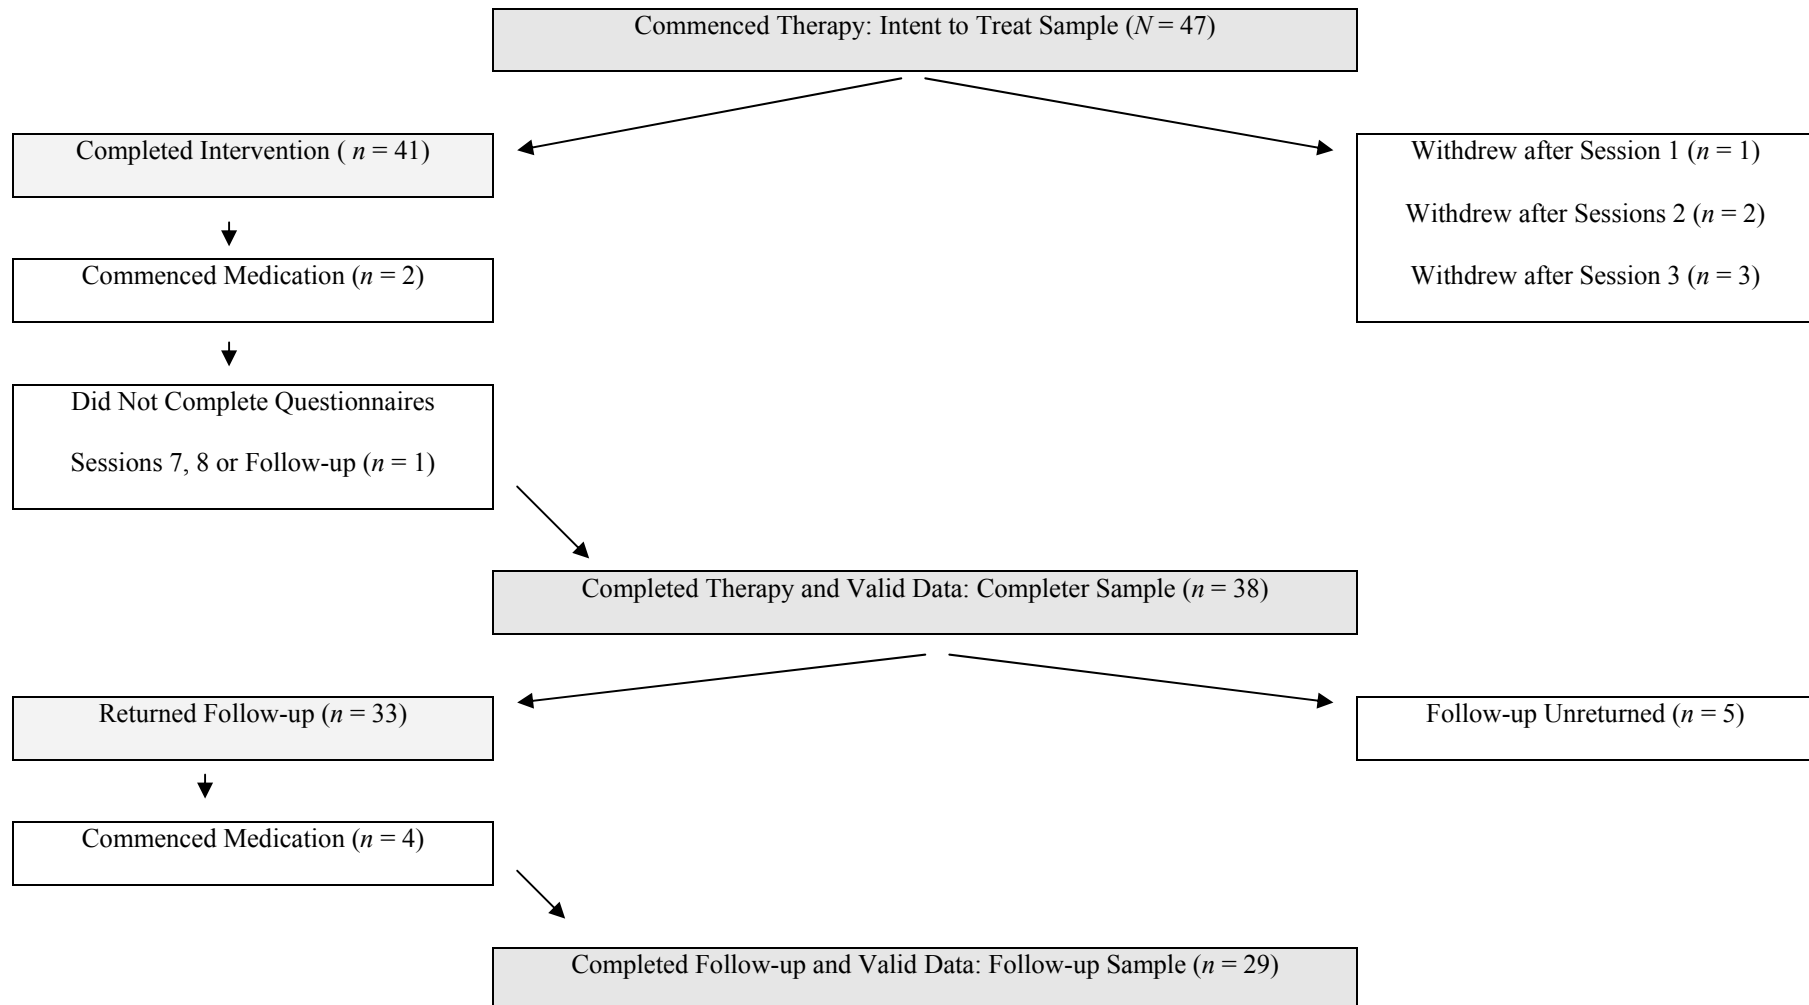 Commenced Therapy: Intent to Treat Sample (N = 47)
Completed Intervention ( n = 41)
Withdrew after Session 1 (n = 1)
Withdrew after Sessions 2 (n = 2)
Withdrew after Session 3 (n = 3)
Commenced Medication (n = 2)
Did Not Complete Questionnaires
Sessions 7, 8 or Follow-up (n = 1)
Completed Therapy and Valid Data: Completer Sample (n = 38)
Returned Follow-up (n = 33)
Follow-up Unreturned (n = 5)
Commenced Medication (n = 4)
Completed Follow-up and Valid Data: Follow-up Sample (n = 29)